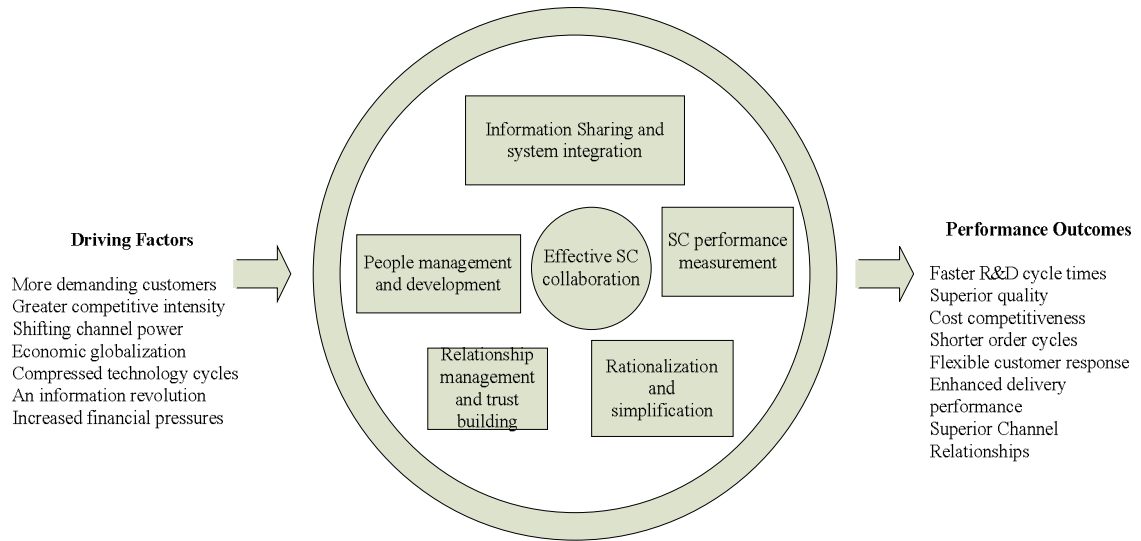 Driving Factors
More demanding customers
Greater competitive intensity
Shifting channel power
Economic globalization
Compressed technology cycles
An information revolution
Increased financial pressures
Information Sharing and
system integration
People management
and development
Effective SC
collaboration
SC performance
measurement
Relationship
management
and trust
building
Rationalization
and
simplification
Performance Outcomes
Faster R&D cycle times
Superior quality
Cost competitiveness
Shorter order cycles
Flexible customer response
Enhanced delivery
performance
Superior Channel
Relationships